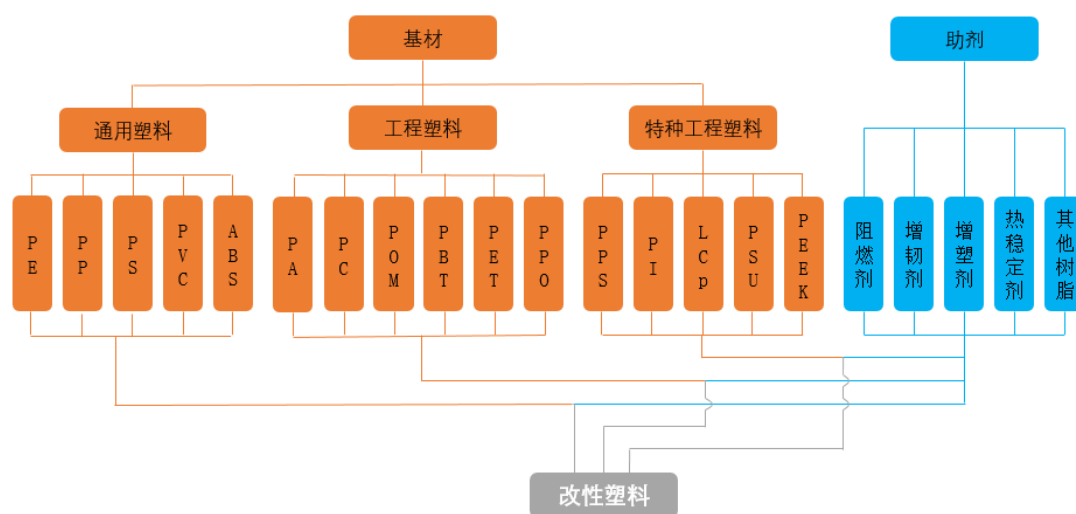 基材
助剂
通用塑料
工程塑料
特种工程塑料
PE
PP
PS
PVC
ABS
PA
PC
POM
PBT
PET
PPO
PPS
PI
LCp
PSU
PEEK
阻燃剂
增韧剂
增塑剂
热稳定剂
其他树脂
改性塑料